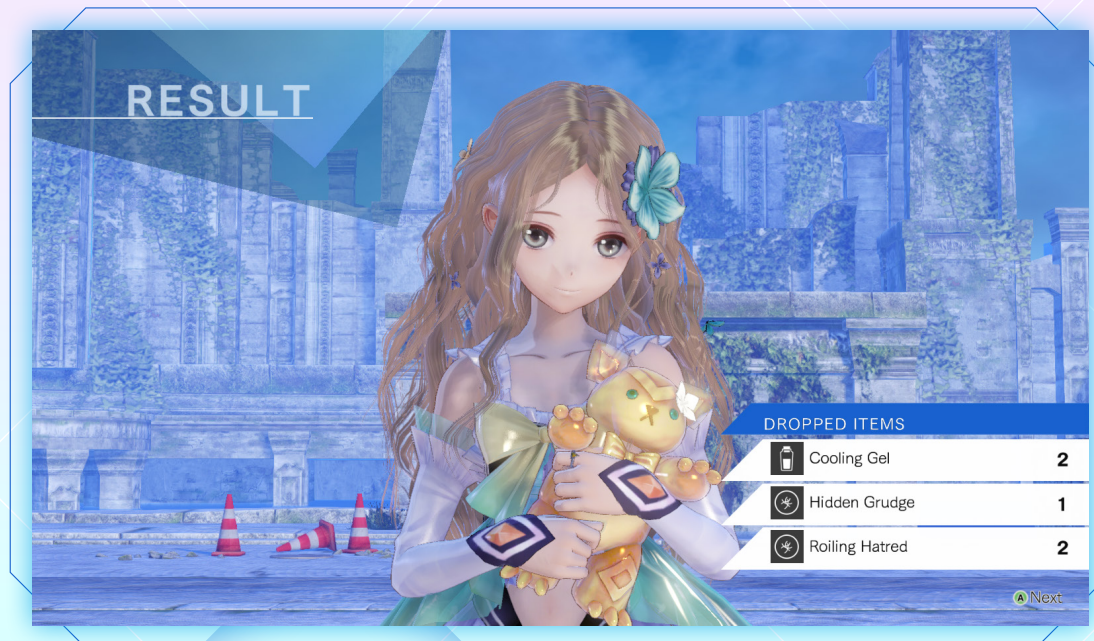 RESULT
DROPPED ITEMS
Cooling Gel 2
Hidden Grudge 1
Roiling Hatred 2
A Next